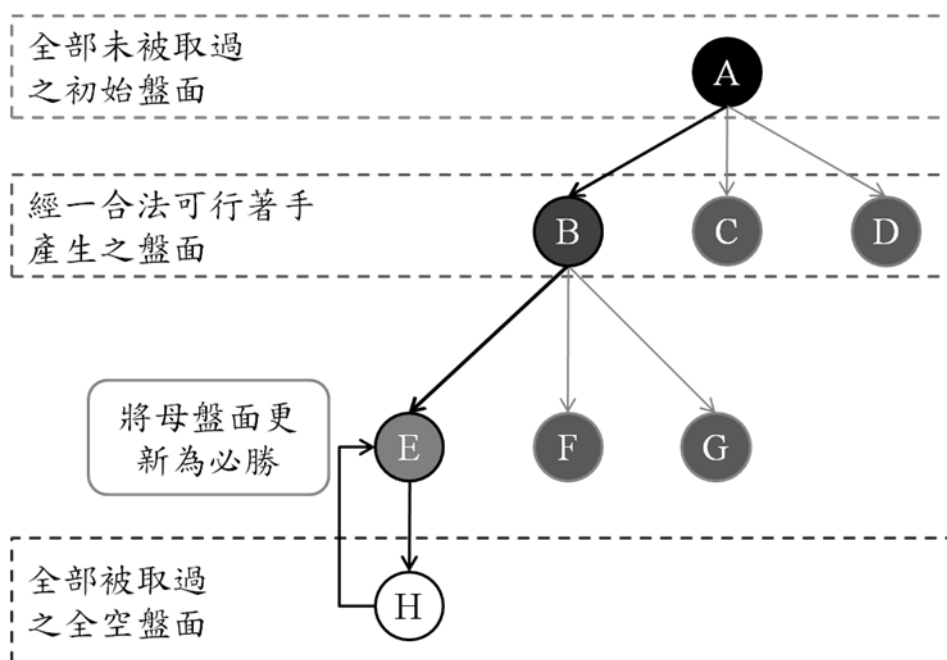 全部未被取過
之初始盤面
A
經一合法可行著手
產生之盤面
B
C
D
將母盤面更
新為必勝
E
F
G
全部被取過
之全空盤面
H